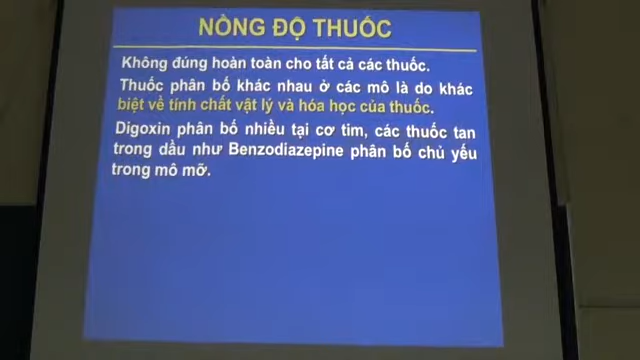 NỒNG ĐỘ THUỐC
Không đúng hoàn toàn cho tất cả các thuốc.
Thuốc phân bố khác nhau ở các mô là do khác
biệt về tính chất vật lý và hóa học của thuốc.
Digoxin phân bố nhiều tại cơ tim, các thuốc tan
trong dầu như Benzodiazepine phân bố chủ yếu
trong mô mỡ.